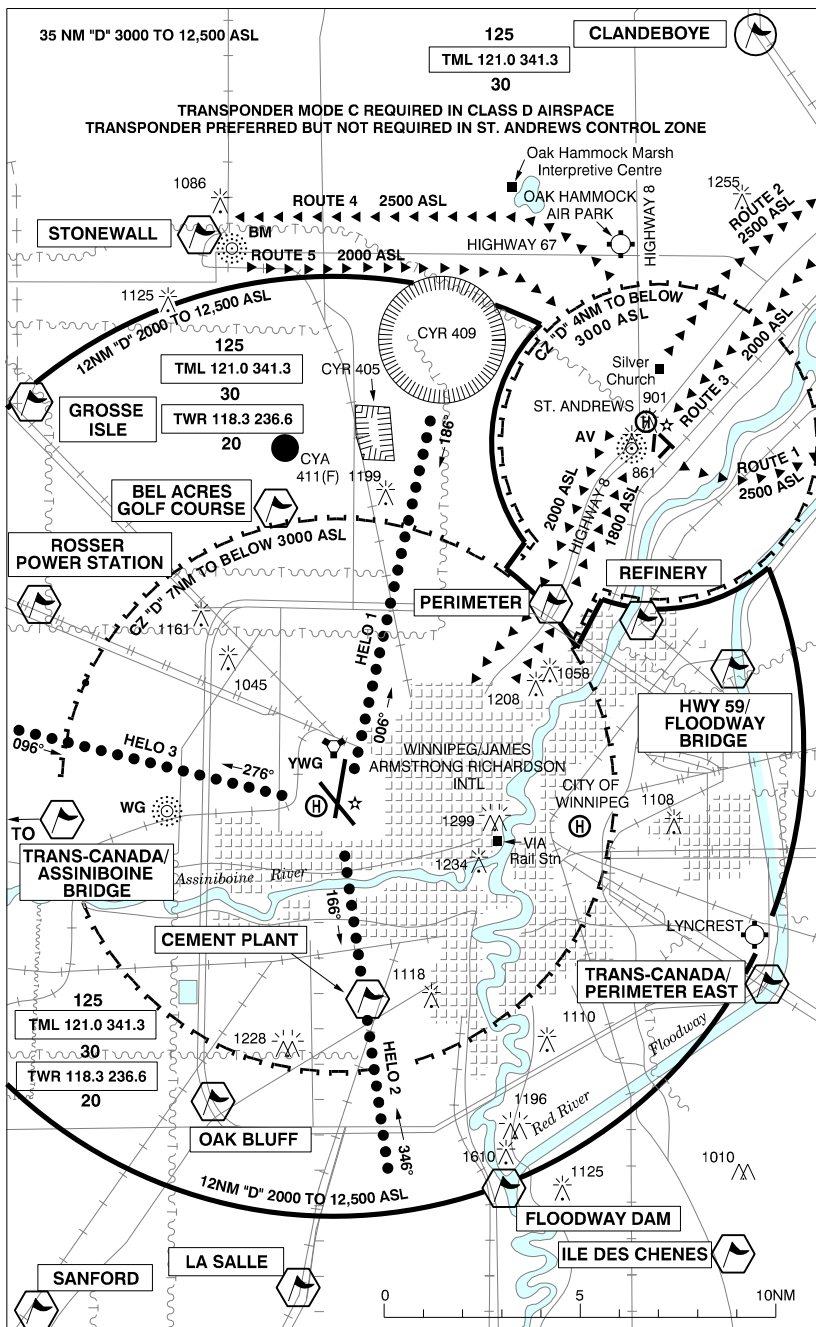 35 NM "D" 3000 TO 12,500 ASL
125
TML 121.0 341.3
30
CLANDEBOYE
TRANSPONDER MODE C REQUIRED IN CLASS D AIRSPACE
TRANSPONDER PREFERRED BUT NOT REQUIRED IN ST. ANDREWS CONTROL ZONE
Oak Hammock Marsh
Interpretive Centre
OAK HAMMOCK
AIR PARK
HIGHWAY 8
1255
ROUTE 2
2500 ASL
1086
ROUTE 4 2500 ASL
STONEWALL
BM
HIGHWAY 67
ROUTE 5 2000 ASL
1125
12NM "D" 2000 TO 12,500 ASL
CYR 409
CZ "D" 4NM TO BELOW
3000 ASL
2000 ASL
ROUTE 3
125
TML 121.0 341.3
30
TWR 118.3 236.6
20
CYR 405
Silver
Church
901
GROSSE
ISLE
ST. ANDREWS
H
AV
861
ROUTE 1
2500 ASL
186°
CYA
411(F)
1199
2000 ASL
HIGHWAY 8
1800 ASL
BEL ACRES
GOLF COURSE
ROSSER
POWER STATION
CZ "D" 7NM TO BELOW 3000 ASL
REFINERY
PERIMETER
1161
HELO 1
1045
1058
1208
006°
HWY 59/
FLOODWAY
BRIDGE
096°
HELO 3
276°
YWG
WINNIPEG/JAMES
ARMSTRONG RICHARDSON
INTL
WG
H
CITY OF
WINNIPEG
H
1108
TO
TRANS-CANADA/
ASSINIBOINE
BRIDGE
1299
VIA
Rail Stn
1234
Assiniboine River
166°
CEMENT PLANT
LYNCREST
TRANS-CANADA/
PERIMETER EAST
1118
125
TML 121.0 341.3
30
TWR 118.3 236.6
20
1228
HELO 2
1110
Floodway
OAK BLUFF
1196
Red River
346°
1610
12NM "D" 2000 TO 12,500 ASL
1125
1010
FLOODWAY DAM
LA SALLE
ILE DES CHENES
SANFORD
0
5
10NM